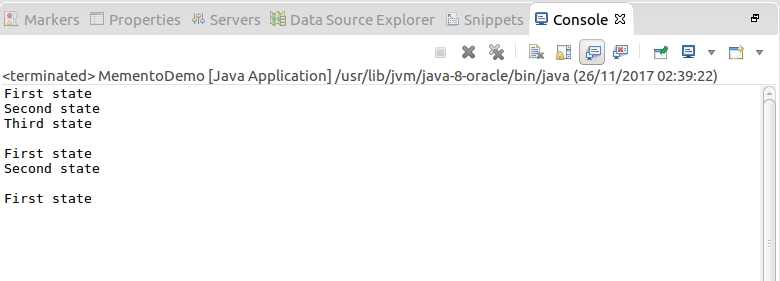 Markers Properties Servers Data Source Explorer Snippets Console
<terminated> MementoDemo [Java Application] /usr/lib/jvm/java-8-oracle/bin/java (26/11/2017 02:39:22)
First state
Second state
Third state
First state
Second state
First state